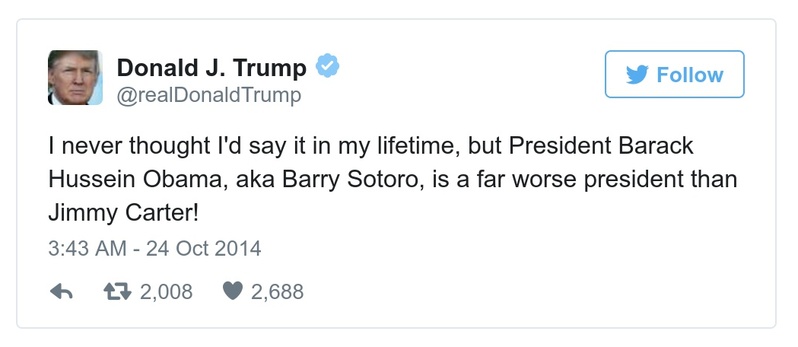 Donald J. Trump
@realDonaldTrump
Follow
I never thought I'd say it in my lifetime, but President Barack
Hussein Obama, aka Barry Sotoro, is a far worse president than
Jimmy Carter!
3:43 AM - 24 Oct 2014
2,008 2,688